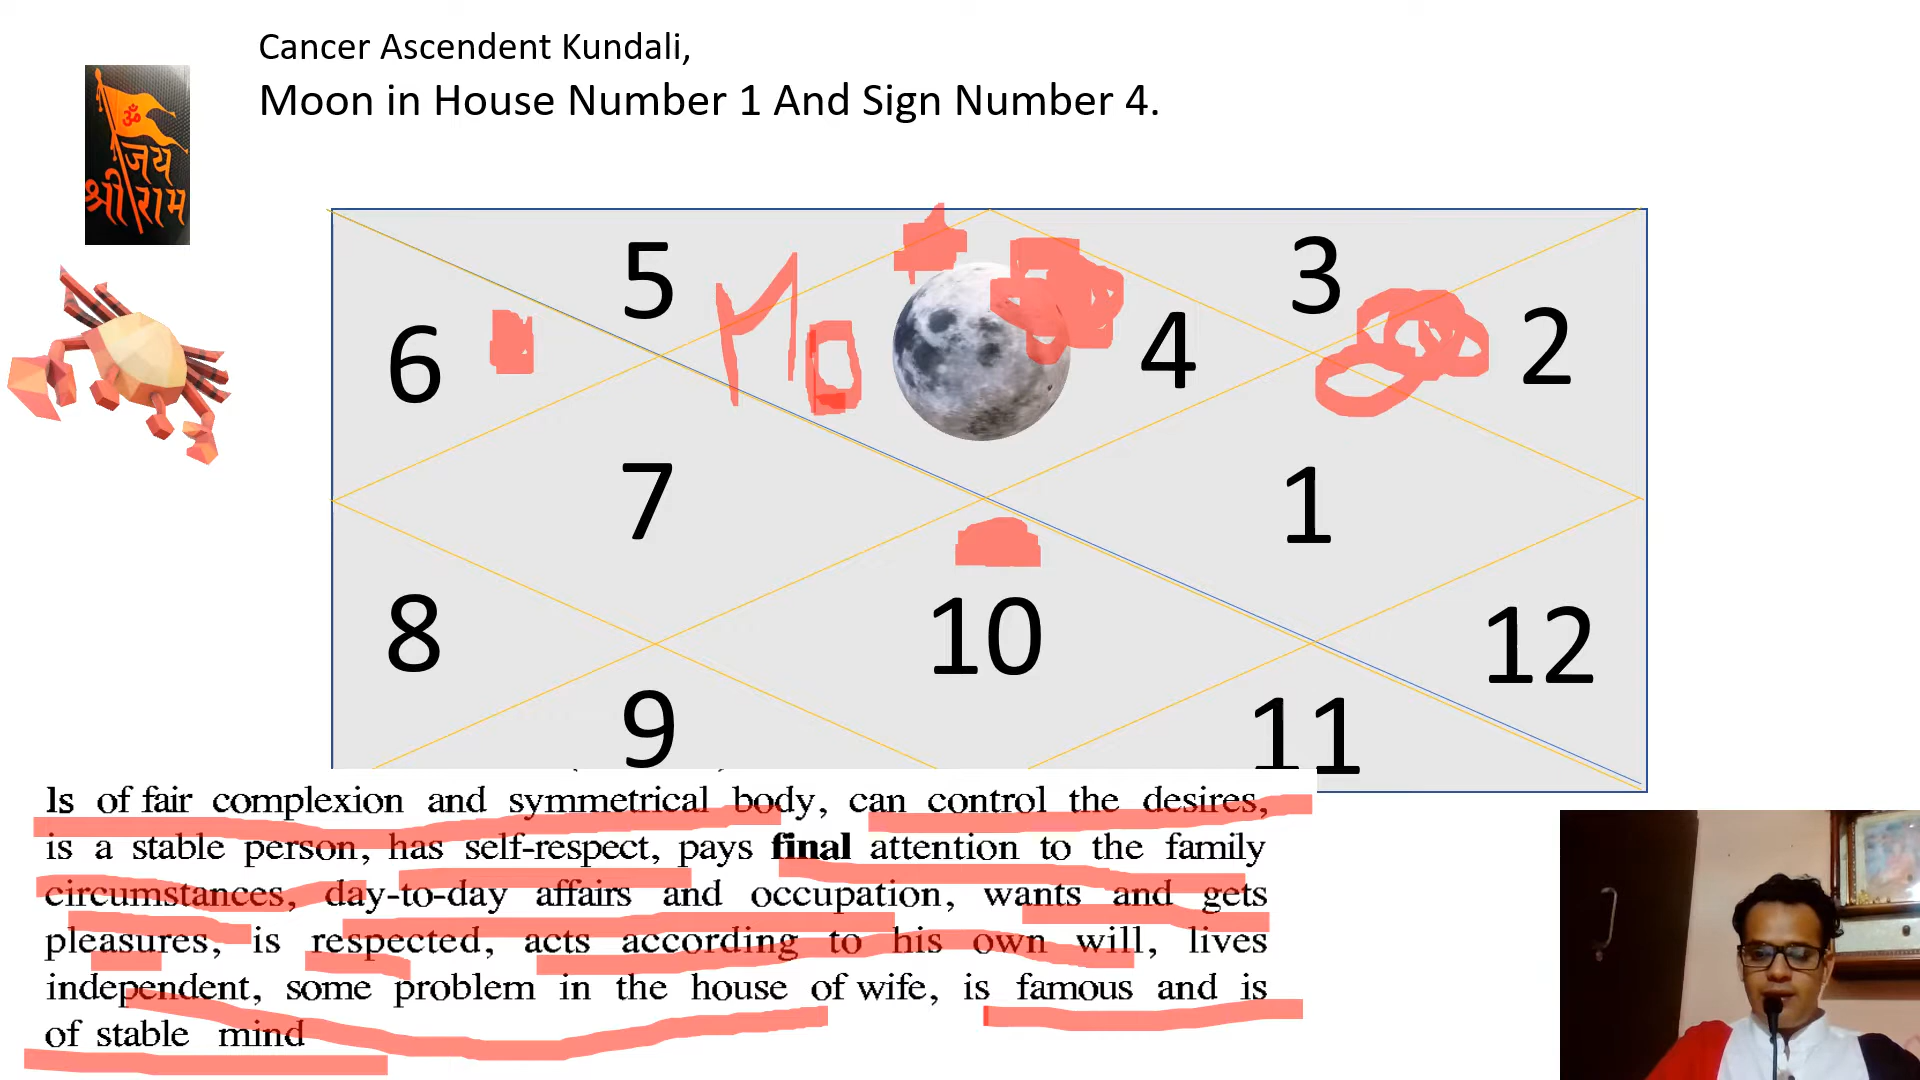 Cancer Ascendent Kundali,
Moon in House Number 1 And Sign Number 4.
ॐ
जय
श्री राम
5
3
6
Mo
4
2
7
1
8
10
12
9
11
Is of fair complexion and symmetrical body, can control the desires,
is a stable person, has self-respect, pays final attention to the family
circumstances, day-to-day affairs and occupation, wants and gets
pleasures, is respected, acts according to his own will, lives
independent, some problem in the house of wife, is famous and is
of stable mind